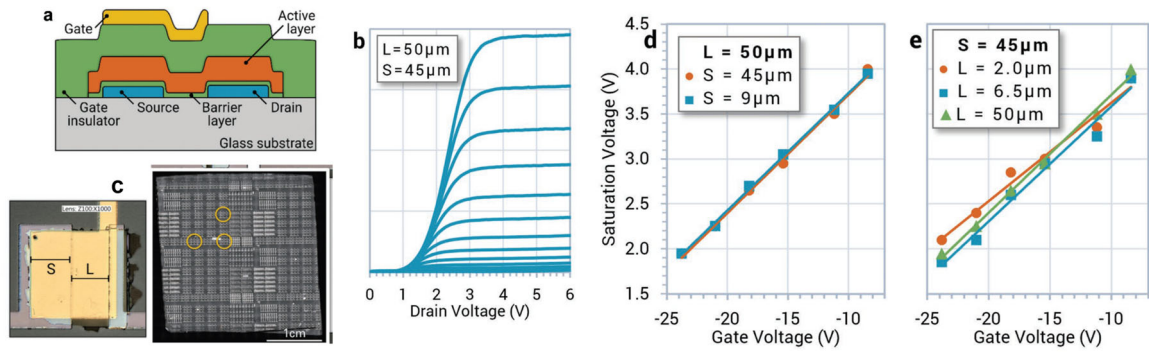 a
Gate
Active
layer
Gate
insulator
Source
Barrier
layer
Drain
Glass substrate
b
L=50µm
S=45µm
0
1
2
3
4
5
6
Drain Voltage (V)
c
Lens: Z100:X1000
S
L
1cm
d
L = 50µm
S = 45µm
S = 9µm
Saturation Voltage (V)
4.5
4.0
3.5
3.0
2.5
2.0
1.5
-25
-20
-15
-10
Gate Voltage (V)
e
S = 45µm
L = 2.0µm
L = 6.5µm
L = 50µm
-25
-20
-15
-10
Gate Voltage (V)